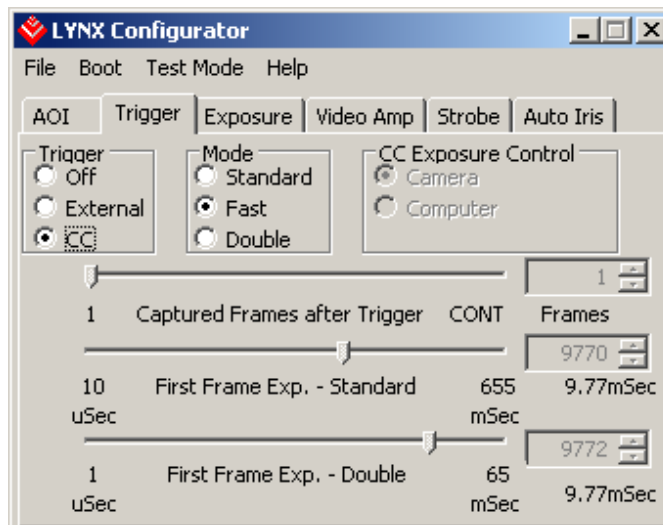 LYNX Configurator
File Boot Test Mode Help
AOI Trigger Exposure Video Amp Strobe Auto Iris
Trigger Mode CC Exposure Control
Off Standard Camera
External Fast Computer
CC Double
1
1 Captured Frames after Trigger CONT Frames
9770
10 First Frame Exp. - Standard 655 9.77mSec
uSec mSec
9772
1 First Frame Exp. - Double 65
uSec mSec 9.77mSec